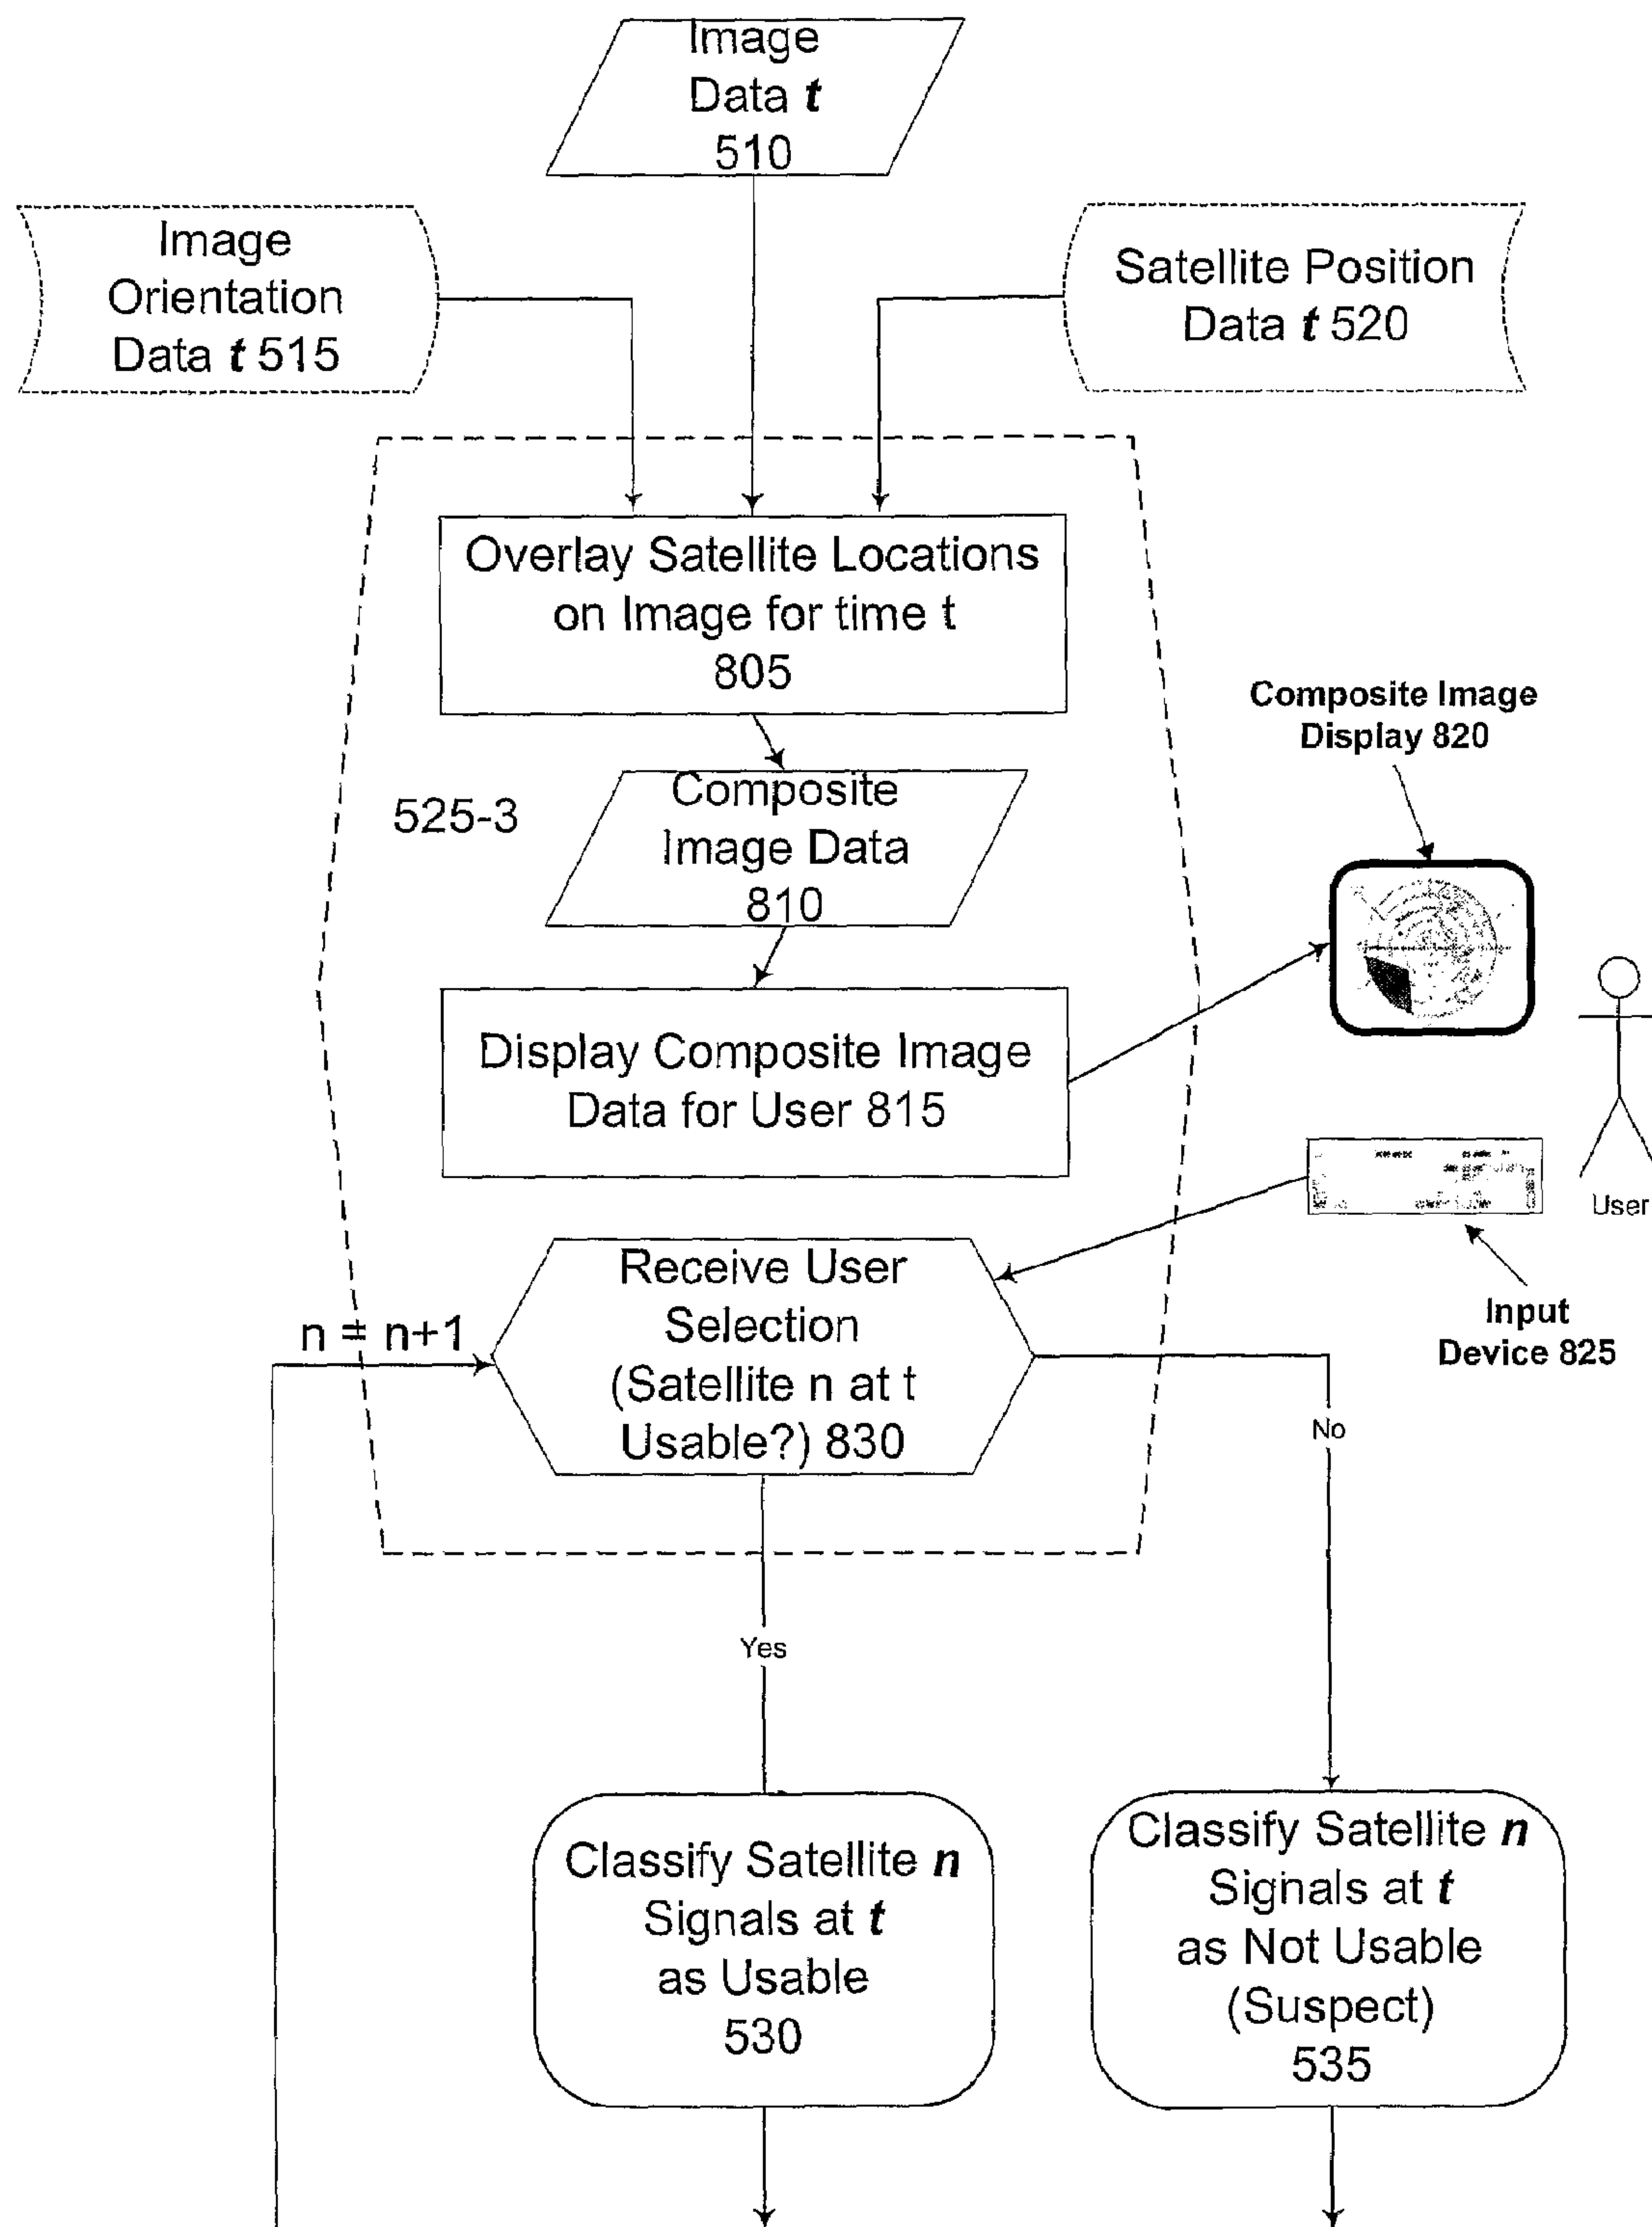 Image
Data t
510
Image
Orientation
Data t 515
Satellite Position
Data t 520
Overlay Satellite Locations
on Image for time t
805
Composite Image
Display 820
525-3
Composite
Image Data
810
Display Composite Image
Data for User 815
User
Receive User
Selection
(Satellite n at t
Usable?) 830
n = n+1
Input
Device 825
No
Yes
Classify Satellite n
Signals at t
as Usable
530
Classify Satellite n
Signals at t
as Not Usable
(Suspect)
535